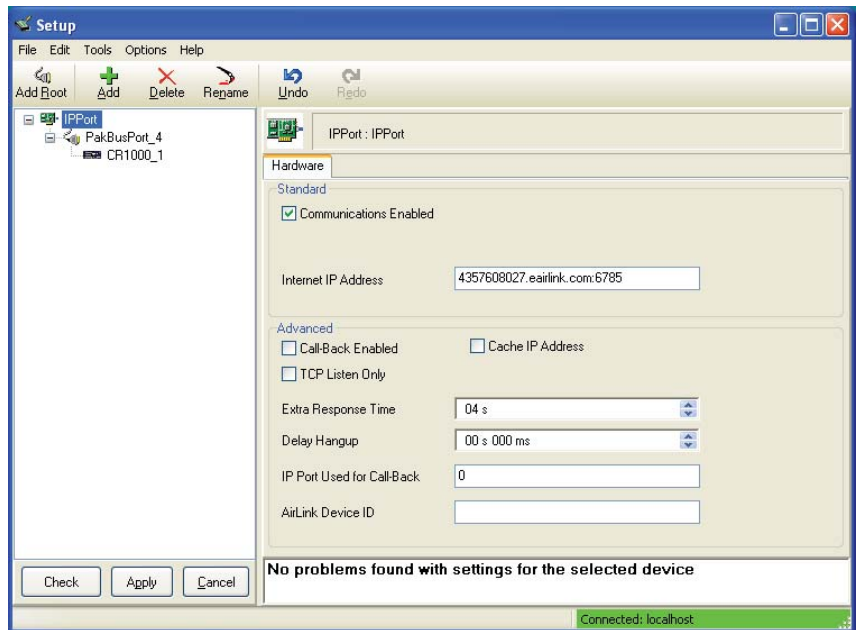 Setup
File Edit Tools Options Help
Add Root Add Delete Rename Undo Redo
IPPort
PakBusPort_4
CR1000_1
IPPort : IPPort
Hardware
Standard
Communications Enabled
Internet IP Address 4357608027.eairlink.com:6785
Advanced
Call-Back Enabled Cache IP Address
TCP Listen Only
Extra Response Time 04 s
Delay Hangup 00 s 000 ms
IP Port Used for Call-Back 0
AirLink Device ID
Check Apply Cancel
No problems found with settings for the selected device
Connected: localhost